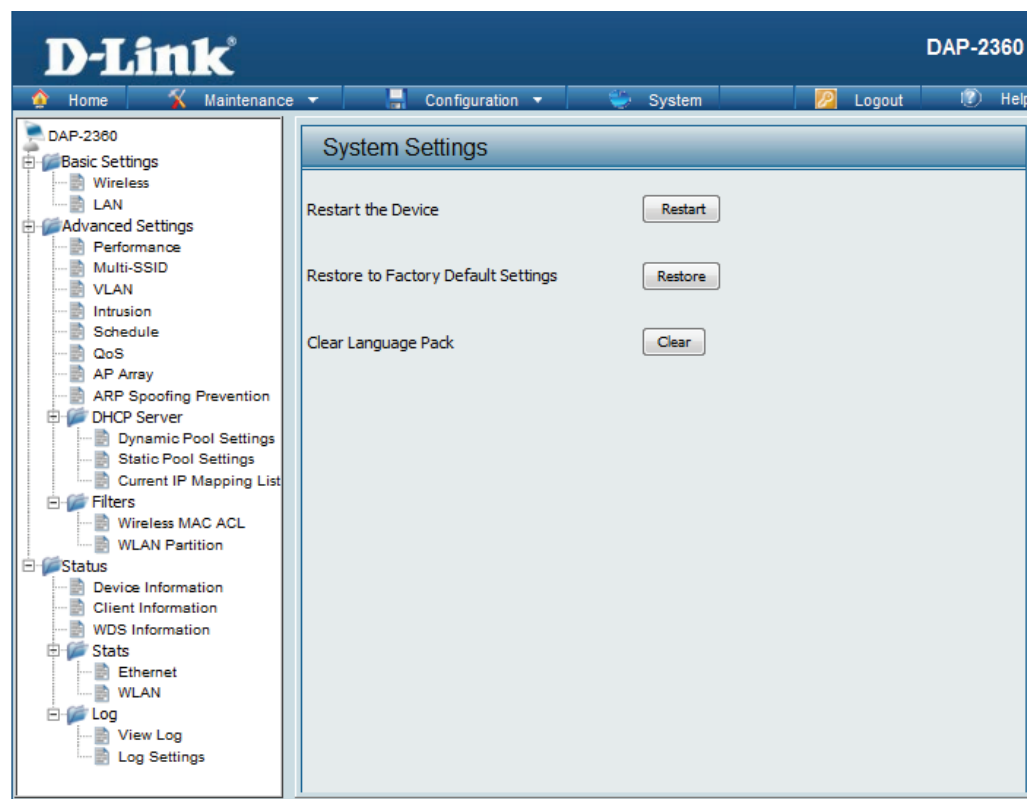 D-Link®
DAP-2360
Home
Maintenance
Configuration
System
Logout
Help
DAP-2360
Basic Settings
Wireless
LAN
Advanced Settings
Performance
Multi-SSID
VLAN
Intrusion
Schedule
QoS
AP Array
ARP Spoofing Prevention
DHCP Server
Dynamic Pool Settings
Static Pool Settings
Current IP Mapping List
Filters
Wireless MAC ACL
WLAN Partition
Status
Device Information
Client Information
WDS Information
Stats
Ethernet
WLAN
Log
View Log
Log Settings
System Settings
Restart the Device
Restart
Restore to Factory Default Settings
Restore
Clear Language Pack
Clear